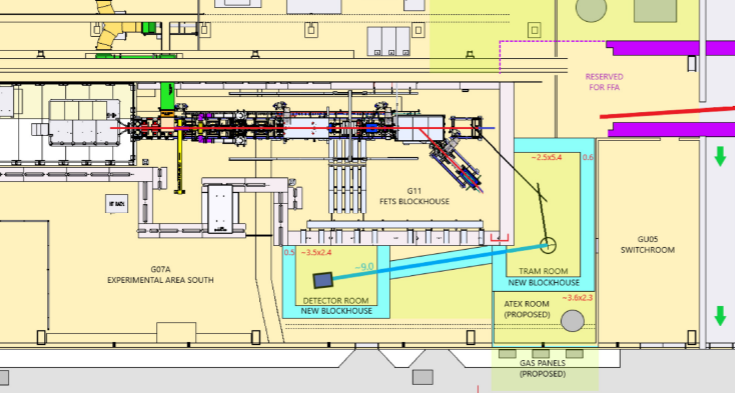 RESERVED
FOR FFA
~2.5x5.4
0.6
G11
FETS BLOCKHOUSE
GU05
SWITCHROOM
0.5
~3.5x2.4
~9.0
G07A
EXPERIMENTAL AREA SOUTH
TRAM ROOM
NEW BLOCKHOUSE
DETECTOR ROOM
NEW BLOCKHOUSE
~3.6x2.3
ATEX ROOM
(PROPOSED)
GAS PANELS
(PROPOSED)